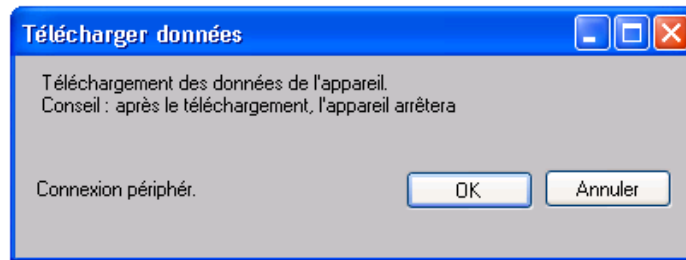 Télécharger données
Téléchargement des données de l'appareil.
Conseil : après le téléchargement, l'appareil arrêtera
Connexion périphér.
OK
Annuler